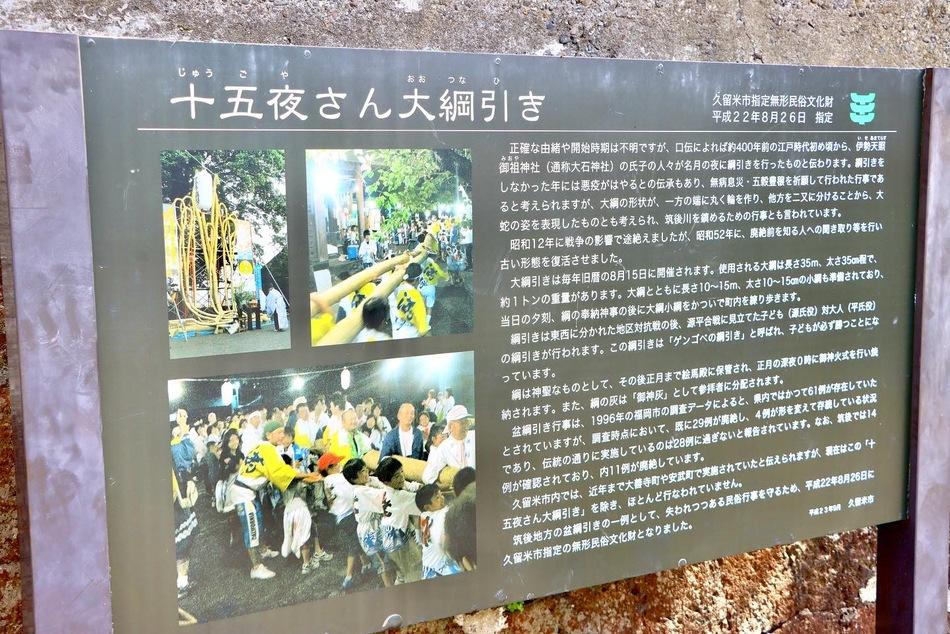 じゅう ご や おお つな ひ
十五夜さん大綱引き
久留米市指定無形民俗文化財
平成22年8月26日 指定
いせあまてらす
正確な由緒や開始時期は不明ですが、口伝によれば約400年前の江戸時代初め頃から、伊勢天照
みおや
御祖神社（通称大石神社）の氏子の人々が名月の夜に綱引きを行ったものと伝わります。綱引きを
しなかった年には悪疫がはやるとの伝承もあり、無病息災・五穀豊穣を祈願して行われた行事であ
ると考えられますが、大綱の形状が、一方の端に丸く輪を作り、他方を二又に分けることから、大
蛇の姿を表現したものとも考えられ、筑後川を鎮めるための行事とも言われています。
昭和12年に戦争の影響で途絶えましたが、昭和52年に、廃絶前を知る人への聞き取り等を行い
古い形態を復活させました。
大綱引きは毎年旧暦の8月15日に開催されます。使用される大綱は長さ35m、太さ35㎝程で、
約1トンの重量があります。大綱とともに長さ10～15m、太さ10～15㎝の小綱も準備されており、
当日の夕刻、綱の奉納神事の後に大綱小綱をかついで町内を練り歩きます。
綱引きは東西に分かれた地区対抗戦の後、源平合戦に見立てた子ども（源氏役）対大人（平氏役）
の綱引きが行われます。この綱引きは「ゲンゴベの綱引き」と呼ばれ、子どもが必ず勝つことにな
っています。
綱は神聖なものとして、その後正月まで絵馬殿に保管され、正月の深夜0時に御神火式を行い焼
納されます。また、綱の灰は「御神灰」として参拝者に分配されます。
盆綱引き行事は、1996年の福岡市の調査データによると、県内ではかつて61例が存在していた
とされていますが、調査時点において、既に29例が廃絶し、4例が形を変えて存続している状況
であり、伝統の通りに実施しているのは28例に過ぎないと報告されています。なお、筑後では14
例が確認されており、内11例が廃絶しています。
久留米市内では、近年まで大善寺町や安武町で実施されていたと伝えられますが、現在はこの「十
五夜さん大綱引き」を除き、ほとんど行なわれていません。
筑後地方の盆綱引きの一例として、失われつつある民俗行事を守るため、平成22年8月26日に
久留米市指定の無形民俗文化財となりました。
平成23年9月 久留米市